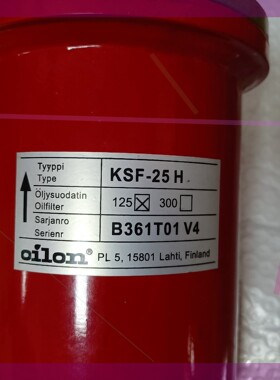 Tyyppi
Type
KSF-25 H
Öljysuodatin
Oilfilter
125 300
Sarjanro
Serienr
B361T01 V4
oilon® PL 5, 15801 Lahti, Finland